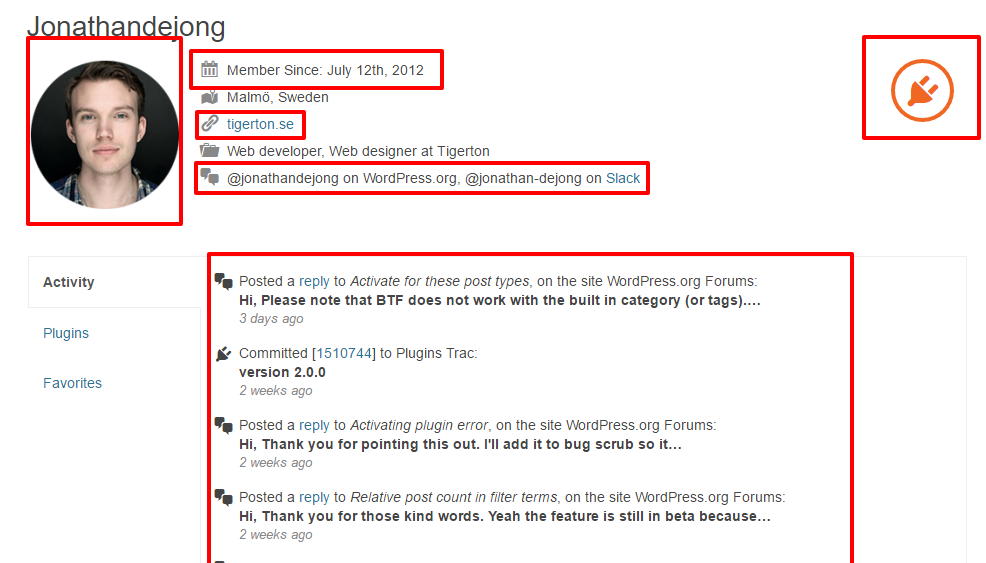 Jonathandejong
Member Since: July 12th, 2012
Malmö, Sweden
tigerton.se
Web developer, Web designer at Tigerton
@jonathandejong on WordPress.org, @jonathan-dejong on Slack
Activity
Plugins
Favorites
Posted a reply to Activate for these post types, on the site WordPress.org Forums:
Hi, Please note that BTF does not work with the built in category (or tags).…
3 days ago
Committed [1510744] to Plugins Trac:
version 2.0.0
2 weeks ago
Posted a reply to Activating plugin error, on the site WordPress.org Forums:
Hi, Thank you for pointing this out. I'll add it to bug scrub so it…
2 weeks ago
Posted a reply to Relative post count in filter terms, on the site WordPress.org Forums:
Hi, Thank you for those kind words. Yeah the feature is still in beta because…
2 weeks ago